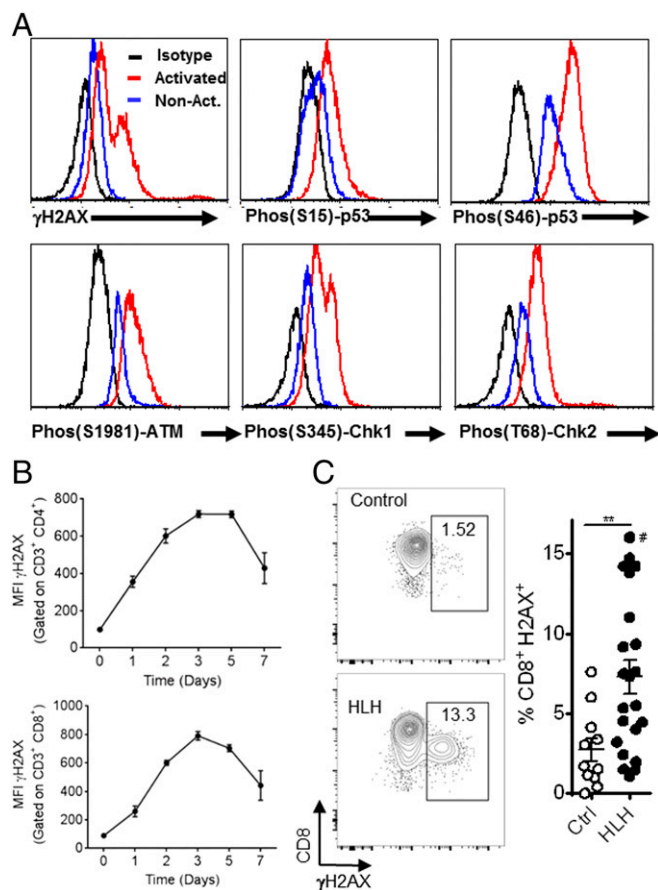 A
Isotype
Activated
Non-Act.
γH2AX
Phos(S15)-p53
Phos(S46)-p53
Phos(S1981)-ATM
Phos(S345)-Chk1
Phos(T68)-Chk2
B
MFI γH2AX
(Gated on CD3⁺ CD4⁺)
800
600
400
200
0
0 1 2 3 5 7
Time (Days)
MFI γH2AX
(Gated on CD3⁺ CD8⁺)
1000
800
600
400
200
0
0 1 2 3 5 7
Time (Days)
C
Control
1.52
HLH
13.3
CD8
γH2AX
% CD8⁺ H2AX⁺
15
10
5
0
**
#
Ctrl
HLH